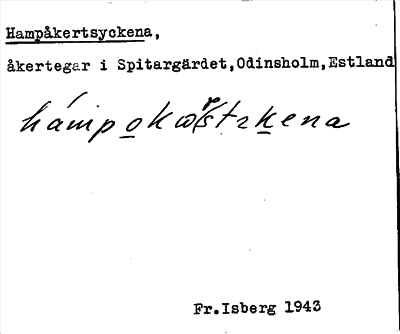 Hampåkertsyckena,
åkertegar i Spitargärdet, Odinsholm, Estland
Fr. Isberg 1943